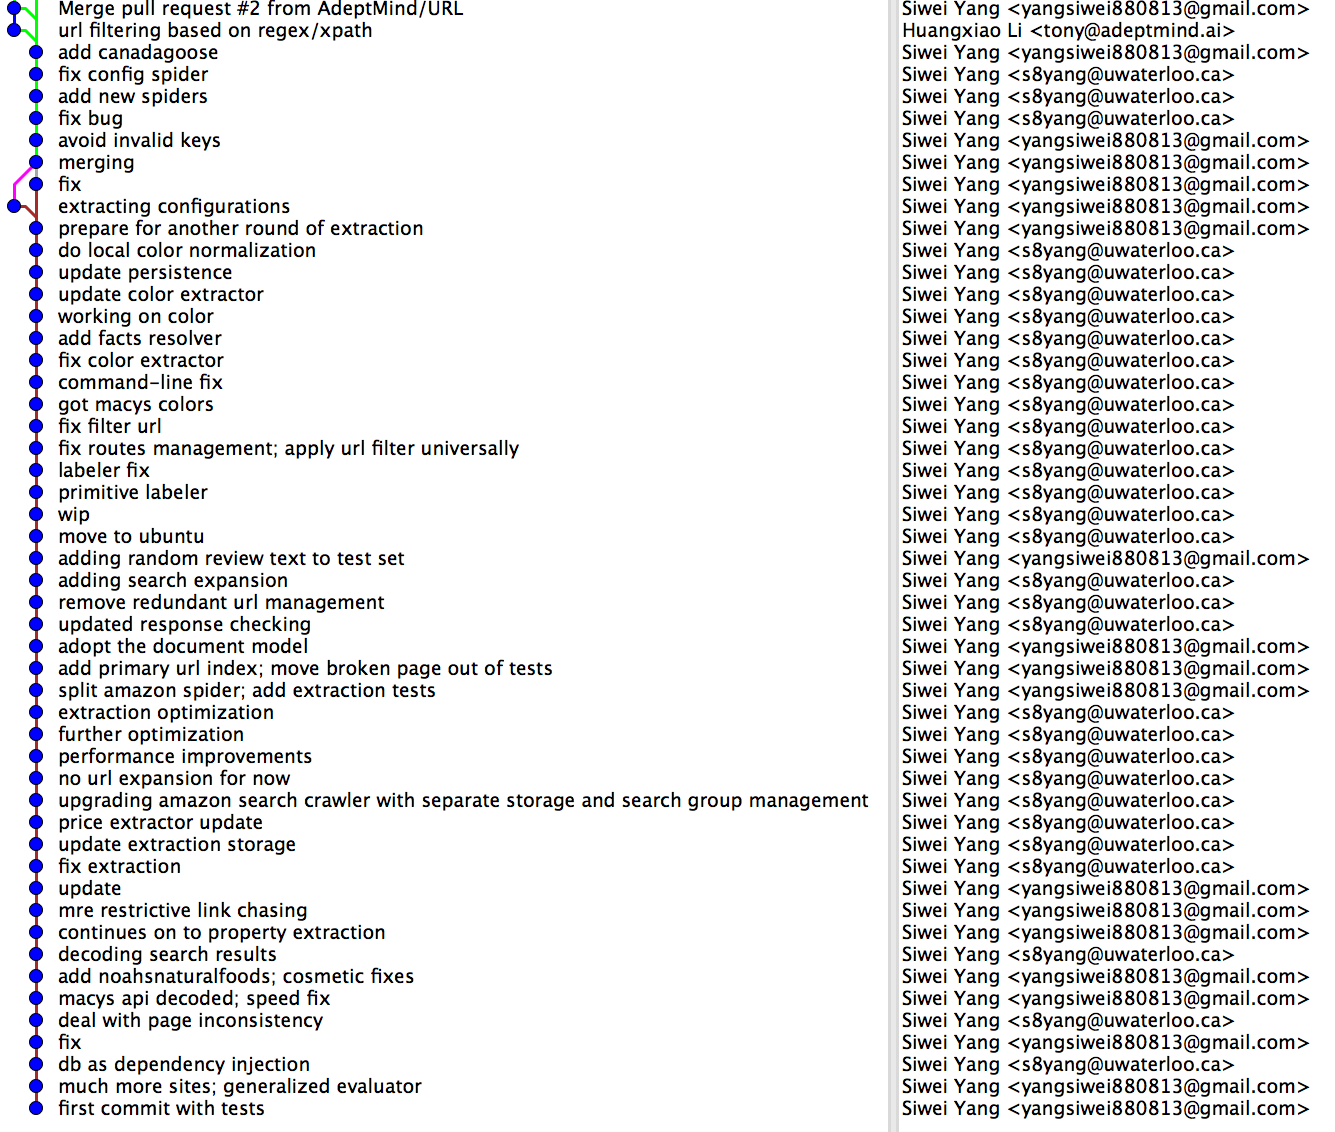 Merge pull request #2 from AdeptMind/URL Siwei Yang <yangsiwei880813@gmail.com>
url filtering based on regex/xpath Huangxiao Li <tony@adeptmind.ai>
add canadagoose Siwei Yang <yangsiwei880813@gmail.com>
fix config spider Siwei Yang <s8yang@uwaterloo.ca>
add new spiders Siwei Yang <s8yang@uwaterloo.ca>
fix bug Siwei Yang <s8yang@uwaterloo.ca>
avoid invalid keys Siwei Yang <yangsiwei880813@gmail.com>
merging Siwei Yang <yangsiwei880813@gmail.com>
fix Siwei Yang <yangsiwei880813@gmail.com>
extracting configurations Siwei Yang <yangsiwei880813@gmail.com>
prepare for another round of extraction Siwei Yang <yangsiwei880813@gmail.com>
do local color normalization Siwei Yang <s8yang@uwaterloo.ca>
update persistence Siwei Yang <s8yang@uwaterloo.ca>
update color extractor Siwei Yang <s8yang@uwaterloo.ca>
working on color Siwei Yang <s8yang@uwaterloo.ca>
add facts resolver Siwei Yang <s8yang@uwaterloo.ca>
fix color extractor Siwei Yang <s8yang@uwaterloo.ca>
command-line fix Siwei Yang <s8yang@uwaterloo.ca>
got macys colors Siwei Yang <s8yang@uwaterloo.ca>
fix filter url Siwei Yang <s8yang@uwaterloo.ca>
fix routes management; apply url filter universally Siwei Yang <s8yang@uwaterloo.ca>
labeler fix Siwei Yang <s8yang@uwaterloo.ca>
primitive labeler Siwei Yang <s8yang@uwaterloo.ca>
wip Siwei Yang <s8yang@uwaterloo.ca>
move to ubuntu Siwei Yang <s8yang@uwaterloo.ca>
adding random review text to test set Siwei Yang <yangsiwei880813@gmail.com>
adding search expansion Siwei Yang <s8yang@uwaterloo.ca>
remove redundant url management Siwei Yang <s8yang@uwaterloo.ca>
updated response checking Siwei Yang <s8yang@uwaterloo.ca>
adopt the document model Siwei Yang <yangsiwei880813@gmail.com>
add primary url index; move broken page out of tests Siwei Yang <yangsiwei880813@gmail.com>
split amazon spider; add extraction tests Siwei Yang <yangsiwei880813@gmail.com>
extraction optimization Siwei Yang <s8yang@uwaterloo.ca>
further optimization Siwei Yang <s8yang@uwaterloo.ca>
performance improvements Siwei Yang <s8yang@uwaterloo.ca>
no url expansion for now Siwei Yang <s8yang@uwaterloo.ca>
upgrading amazon search crawler with separate storage and search group management Siwei Yang <s8yang@uwaterloo.ca>
price extractor update Siwei Yang <s8yang@uwaterloo.ca>
update extraction storage Siwei Yang <s8yang@uwaterloo.ca>
fix extraction Siwei Yang <s8yang@uwaterloo.ca>
update Siwei Yang <yangsiwei880813@gmail.com>
mre restrictive link chasing Siwei Yang <yangsiwei880813@gmail.com>
continues on to property extraction Siwei Yang <yangsiwei880813@gmail.com>
decoding search results Siwei Yang <s8yang@uwaterloo.ca>
add noahsnaturalfoods; cosmetic fixes Siwei Yang <yangsiwei880813@gmail.com>
macys api decoded; speed fix Siwei Yang <yangsiwei880813@gmail.com>
deal with page inconsistency Siwei Yang <s8yang@uwaterloo.ca>
fix Siwei Yang <yangsiwei880813@gmail.com>
db as dependency injection Siwei Yang <s8yang@uwaterloo.ca>
much more sites; generalized evaluator Siwei Yang <yangsiwei880813@gmail.com>
first commit with tests Siwei Yang <yangsiwei880813@gmail.com>